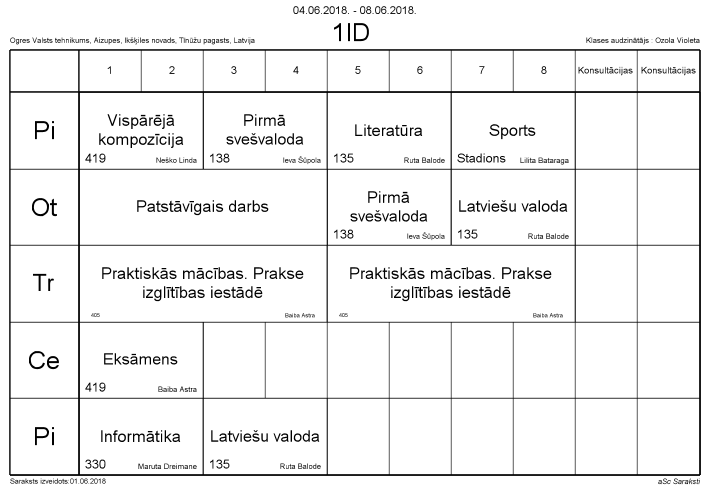 04.06.2018. - 08.06.2018.
Ogres Valsts tehnikums, Aizupes, Ikšķiles novads, Tīnūžu pagasts, Latvija
1ID
Klases audzinātājs : Ozola Violeta
1 2 3 4 5 6 7 8 Konsultācijas Konsultācijas
Pi
Vispārējā
kompozīcija
419 Neško Linda
Pirmā
svešvaloda
138 Ieva Šūpola
Literatūra
135 Ruta Balode
Sports
Stadions Lilita Bataraga
Ot
Patstāvīgais darbs
Pirmā
svešvaloda
138 Ieva Šūpola
Latviešu valoda
135 Ruta Balode
Tr
Praktiskās mācības. Prakse
izglītības iestādē
405 Baiba Astra
Praktiskās mācības. Prakse
izglītības iestādē
405 Baiba Astra
Ce
Eksāmens
419 Baiba Astra
Pi
Informātika
330 Maruta Dreimane
Latviešu valoda
135 Ruta Balode
Saraksts izveidots:01.06.2018
aSc Saraksti